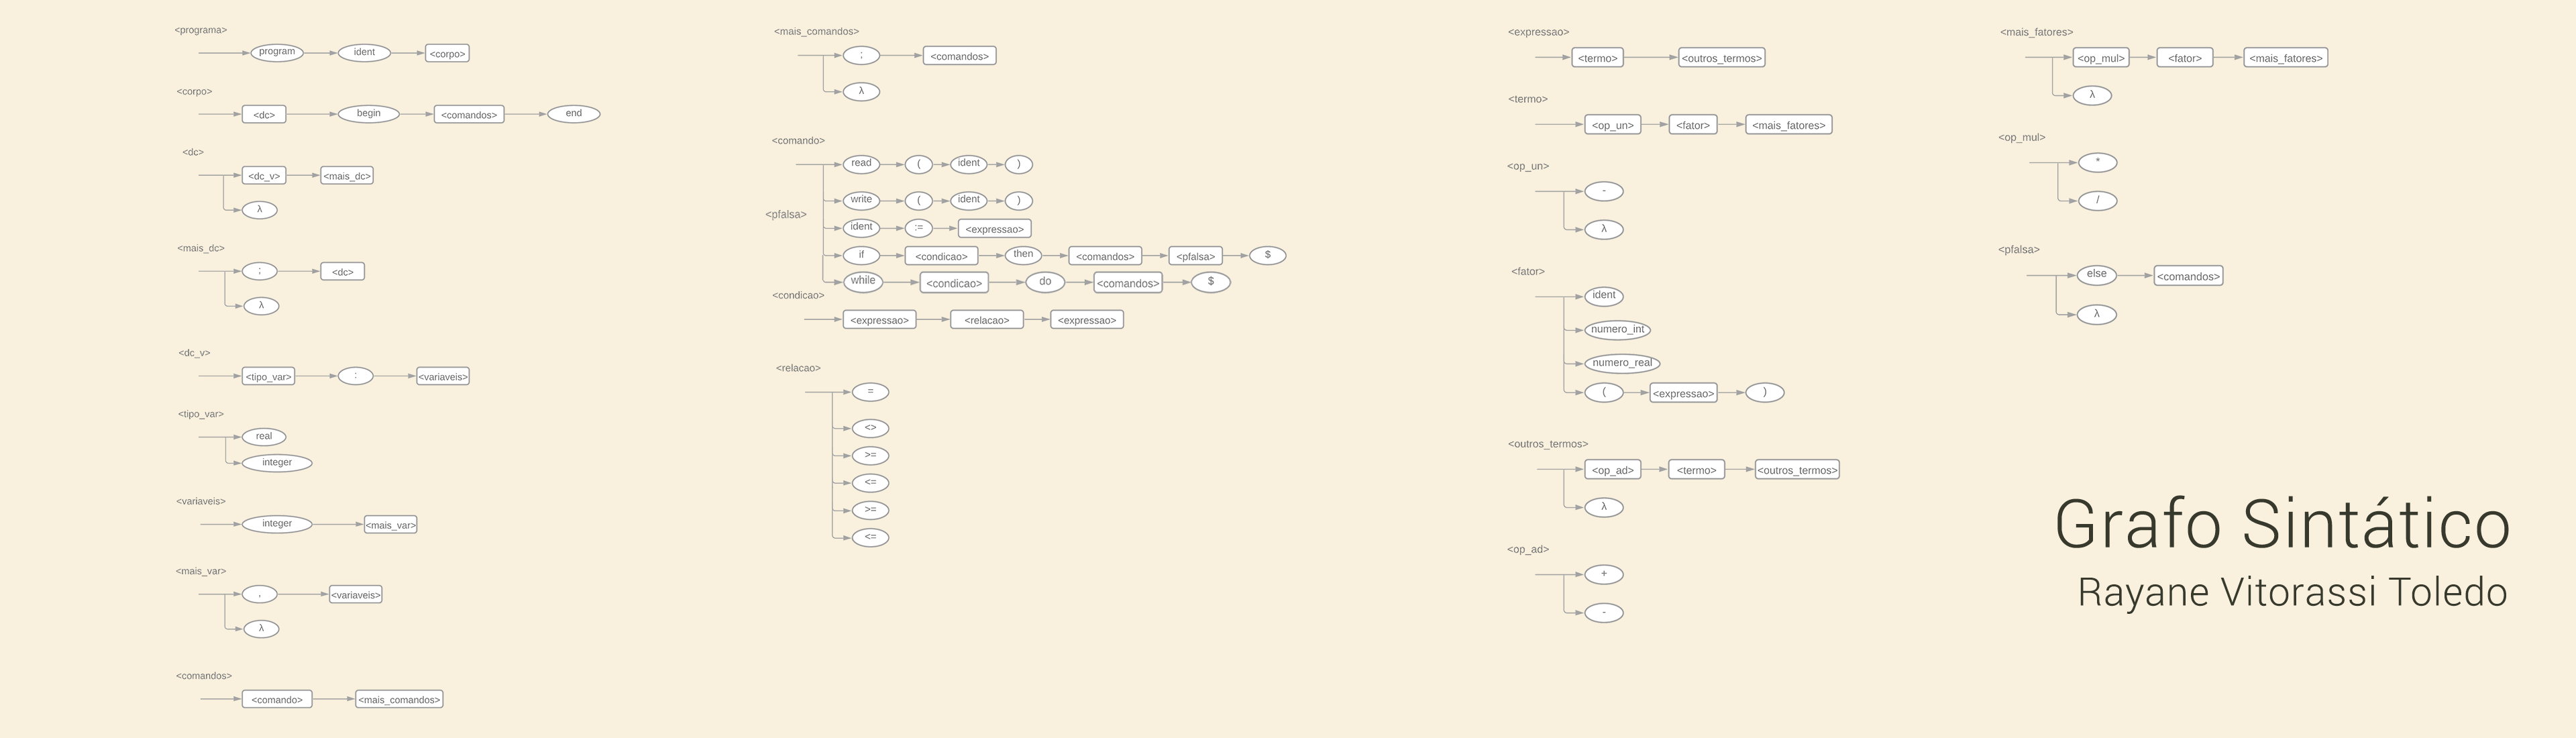 <programa>
program ident <corpo>
<corpo>
<dc> begin <comandos> end
<dc>
<dc_v> <mais_dc>
λ
<mais_dc>
; <dc>
λ
<dc_v>
<tipo_var> : <variaveis>
<tipo_var>
real
integer
<variaveis>
integer <mais_var>
<mais_var>
, <variaveis>
λ
<comandos>
<comando> <mais_comandos>
<mais_comandos>
; <comandos>
λ
<comando>
read ( ident )
write ( ident )
<pfalsa>
ident := <expressao>
if <condicao> then <comandos> <pfalsa> $
while <condicao> do <comandos> $
<condicao>
<expressao> <relacao> <expressao>
<relacao>
=
<>
>=
<=
>=
<=
<expressao>
<termo> <outros_termos>
<termo>
<op_un> <fator> <mais_fatores>
<op_un>
-
λ
<fator>
ident
numero_int
numero_real
( <expressao> )
<outros_termos>
<op_ad> <termo> <outros_termos>
λ
<op_ad>
+
-
<mais_fatores>
<op_mul> <fator> <mais_fatores>
λ
<op_mul>
*
/
<pfalsa>
else <comandos>
λ
Grafo Sintático
Rayane Vitorassi Toledo